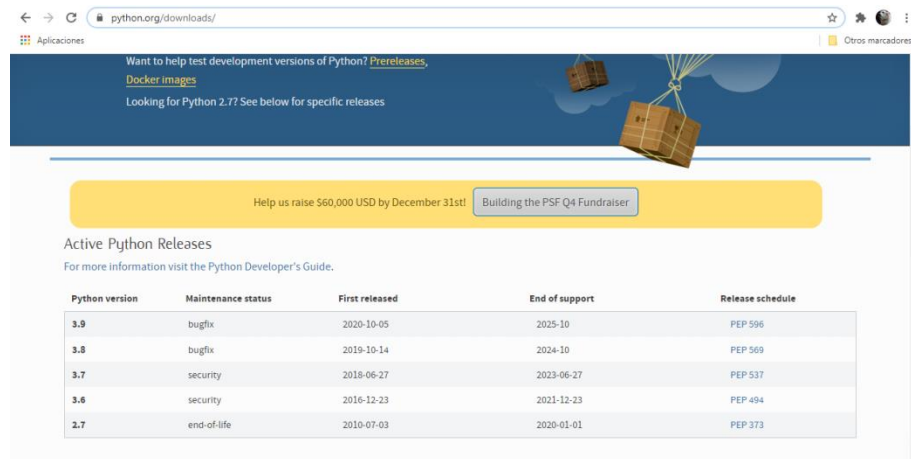 python.org/downloads/
Aplicaciones
Otros marcadores
Want to help test development versions of Python? Prereleases,
Docker images
Looking for Python 2.7? See below for specific releases
Help us raise $60,000 USD by December 31st! Building the PSF Q4 Fundraiser
Active Python Releases
For more information visit the Python Developer's Guide.
Python version Maintenance status First released End of support Release schedule
3.9 bugfix 2020-10-05 2025-10 PEP 596
3.8 bugfix 2019-10-14 2024-10 PEP 569
3.7 security 2018-06-27 2023-06-27 PEP 537
3.6 security 2016-12-23 2021-12-23 PEP 494
2.7 end-of-life 2010-07-03 2020-01-01 PEP 373